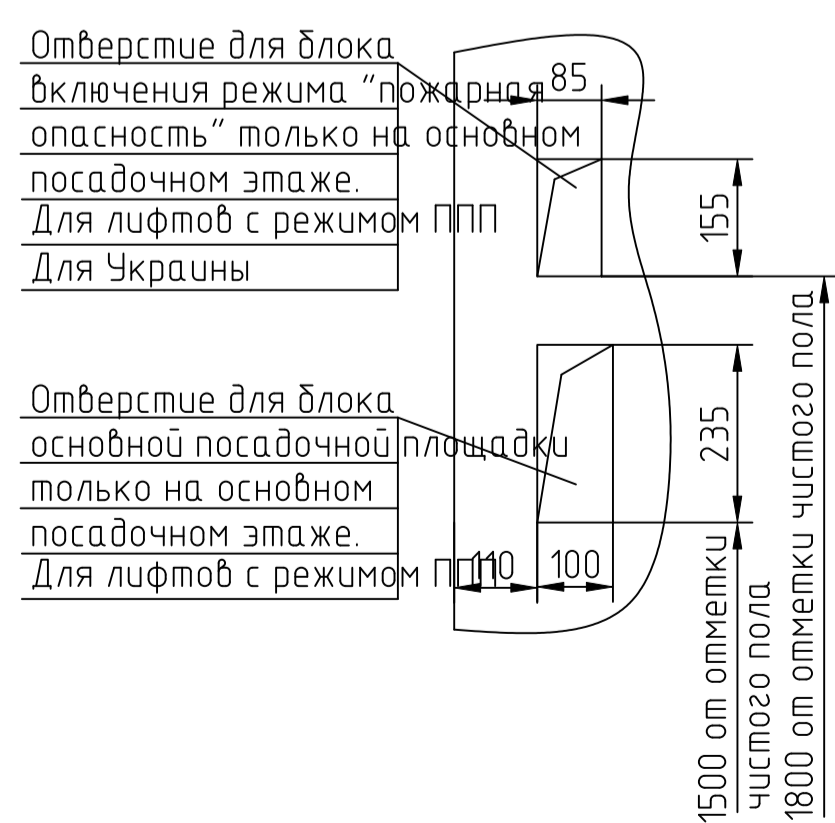 Отверстие для блока
включения режима "пожарная
опасность" только на основном
посадочном этаже.
Для лифтов с режимом ППП
Для Украины
85
155
Отверстие для блока
основной посадочной площадки
только на основном
посадочном этаже.
Для лифтов с режимом ППП
110
100
235
1500 от отметки
чистого пола
1800 от отметки чистого пола